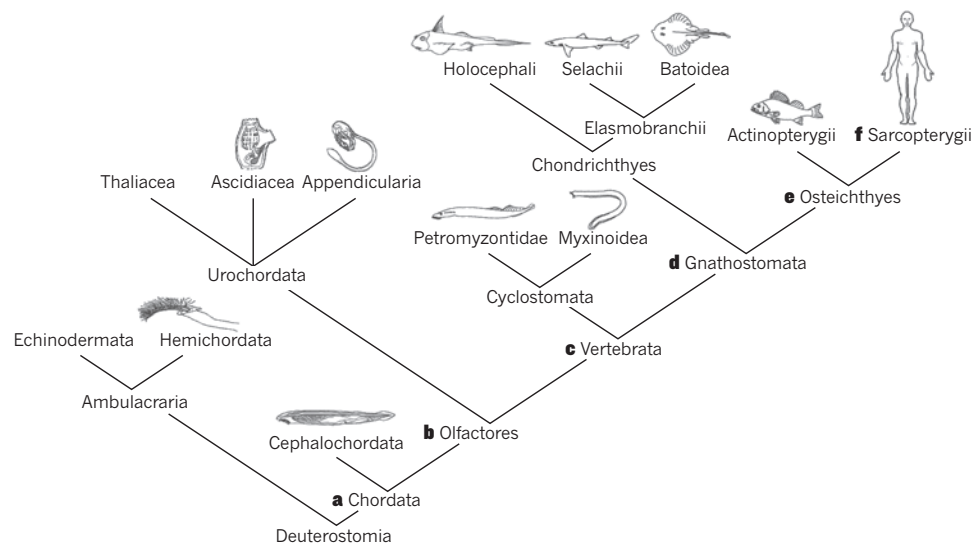 Holocephali Selachii Batoidea
Elasmobranchii
Actinopterygii f Sarcopterygii
Chondrichthyes
Thaliacea Ascidiacea Appendicularia
e Osteichthyes
Petromyzontidae Myxinoidea
d Gnathostomata
Urochordata
Cyclostomata
Echinodermata Hemichordata
c Vertebrata
Ambulacraria
b Olfactores
Cephalochordata
a Chordata
Deuterostomia